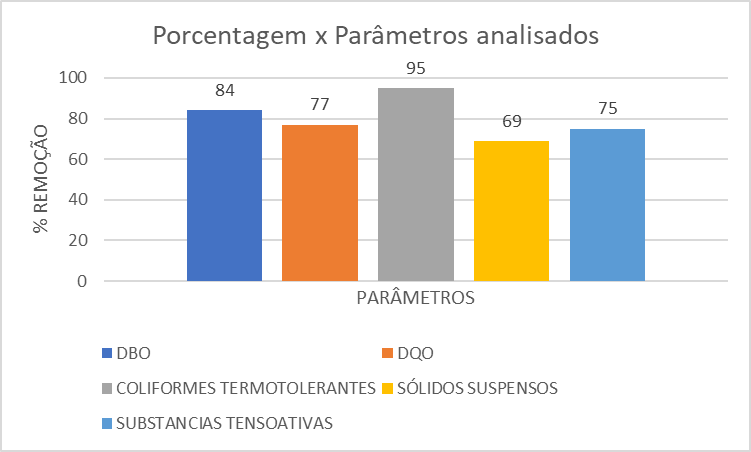 Porcentagem x Parâmetros analisados
% REMOÇÃO
100
80
60
40
20
0
84
77
95
69
75
PARÂMETROS
DBO
DQO
COLIFORMES TERMOTOLERANTES
SÓLIDOS SUSPENSOS
SUBSTANCIAS TENSOATIVAS